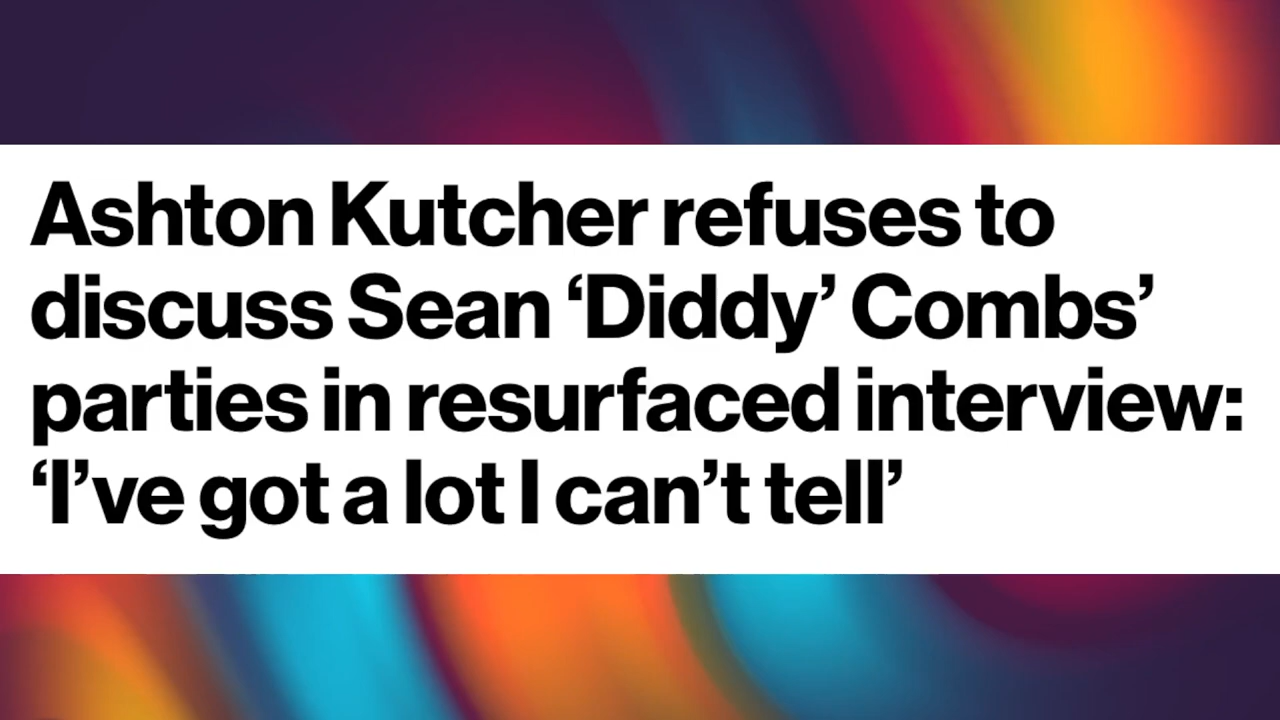 Ashton Kutcher refuses to
discuss Sean ‘Diddy’ Combs’
parties in resurfaced interview:
‘I’ve got a lot I can’t tell’